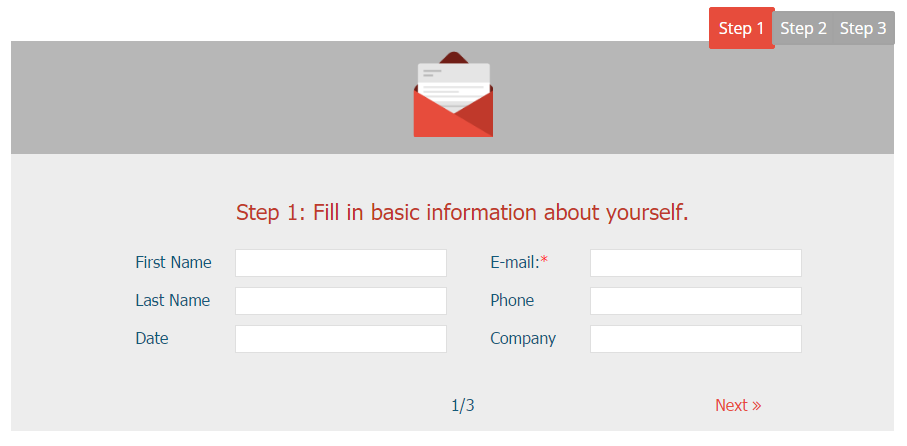 Step 1 Step 2 Step 3
Step 1: Fill in basic information about yourself.
First Name E-mail:*
Last Name Phone
Date Company
1/3 Next »